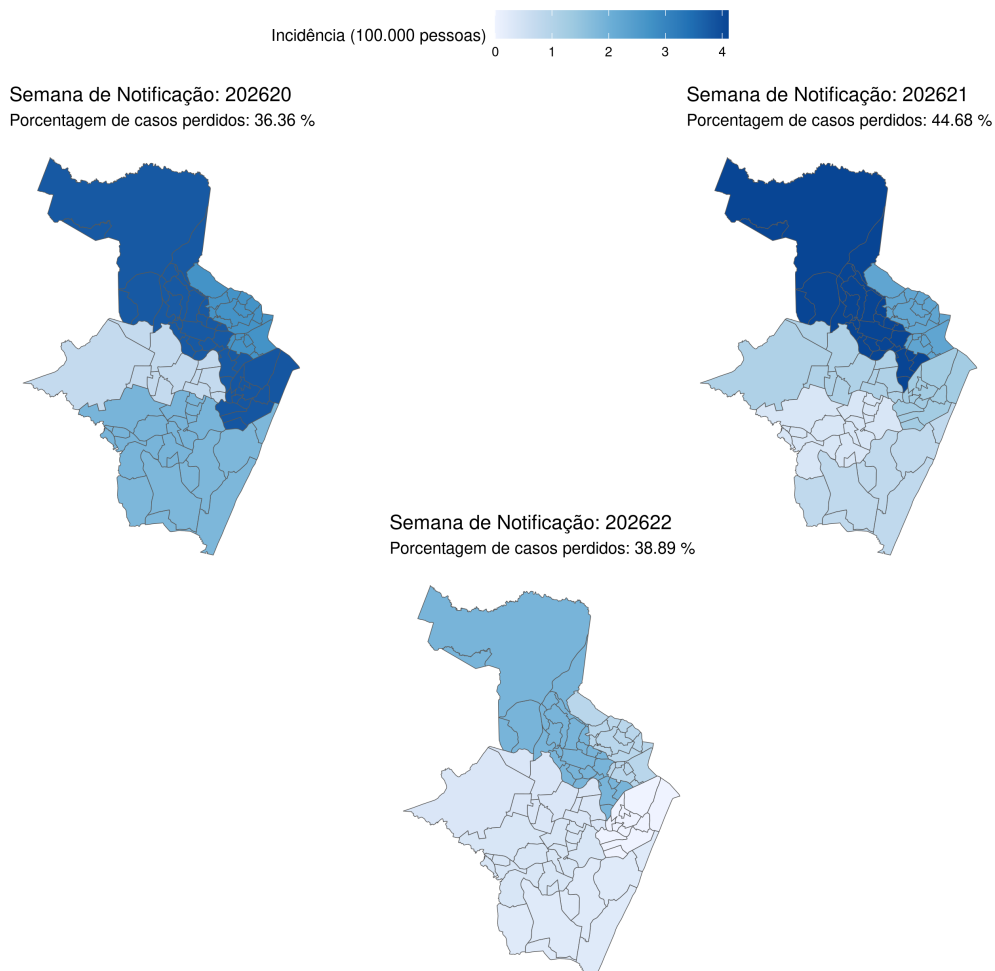 Incidência (100.000 pessoas)
0 1 2 3 4
Semana de Notificação: 202620
Porcentagem de casos perdidos: 36.36 %
Semana de Notificação: 202621
Porcentagem de casos perdidos: 44.68 %
Semana de Notificação: 202622
Porcentagem de casos perdidos: 38.89 %